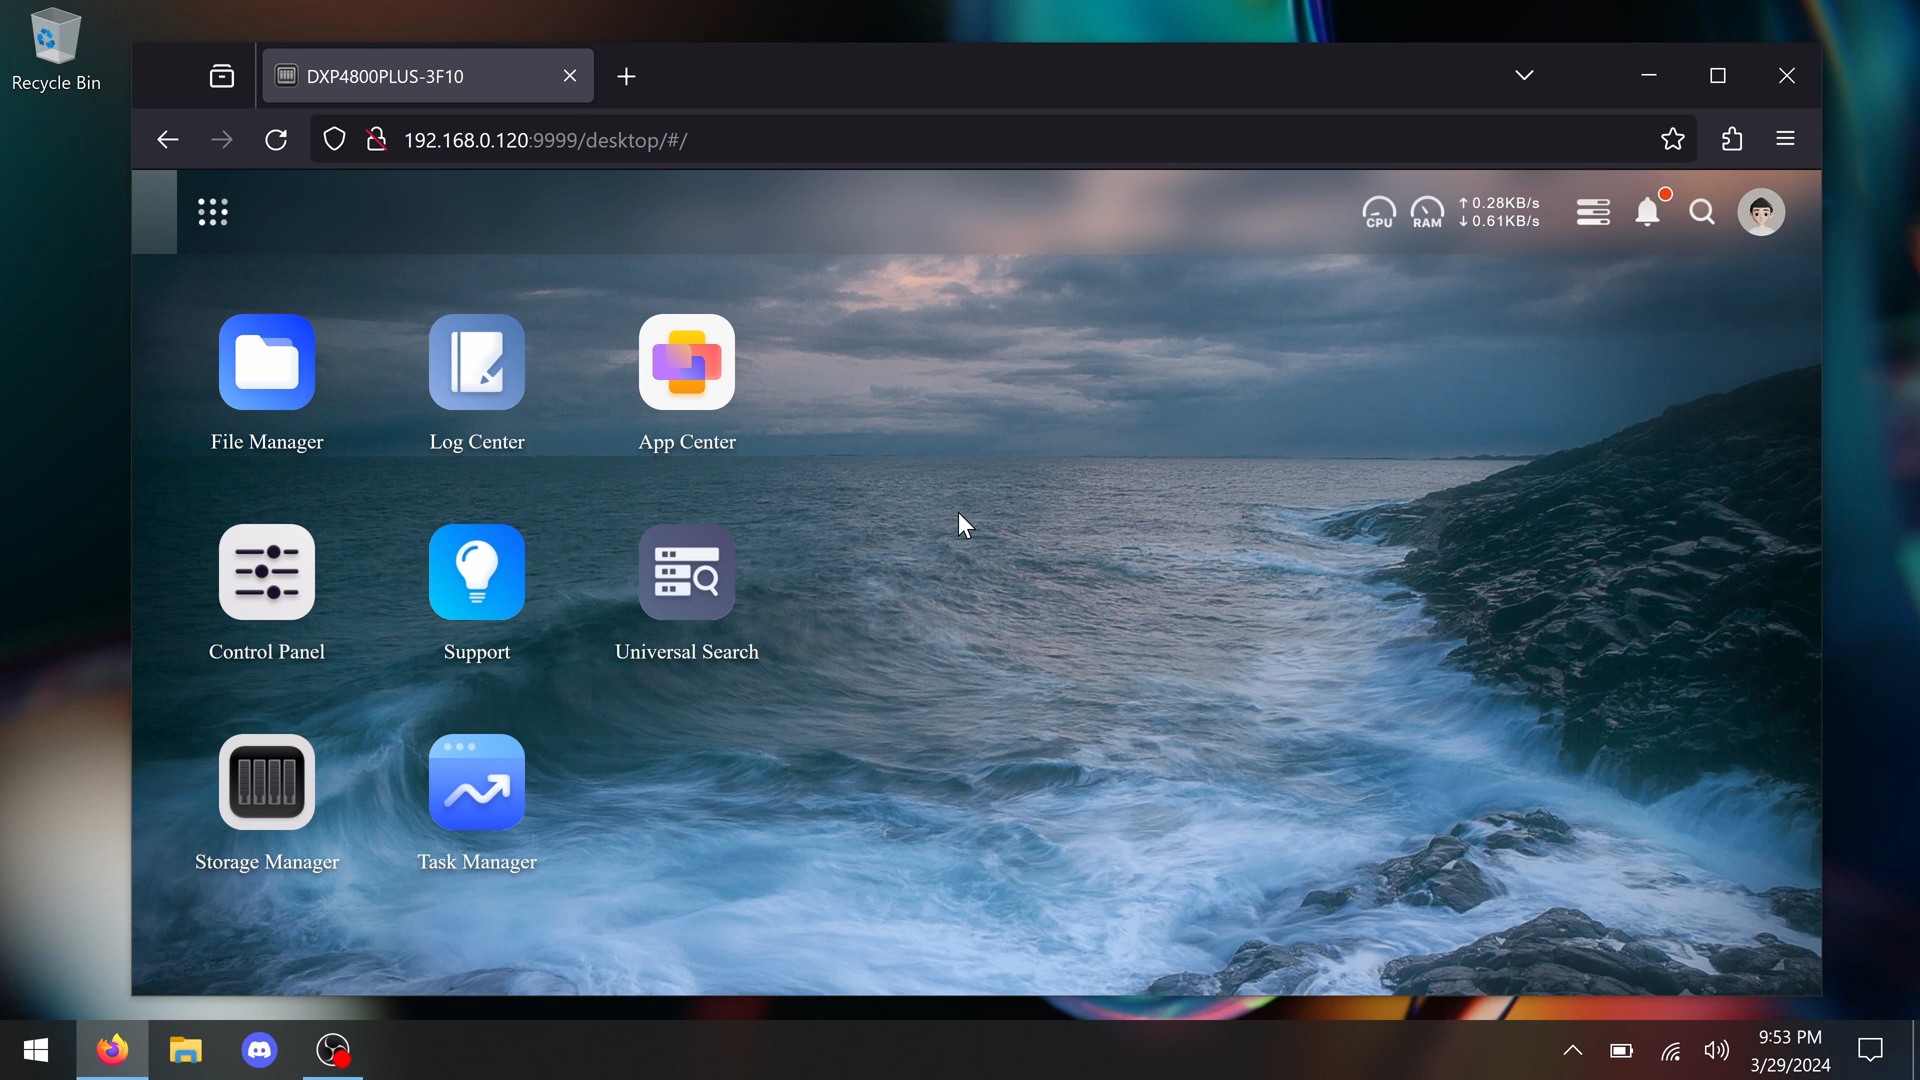 Recycle Bin
DXP4800PLUS-3F10
192.168.0.120:9999/desktop/#/
CPU
RAM
↑ 0.28KB/s
↓ 0.61KB/s
File Manager
Log Center
App Center
Control Panel
Support
Universal Search
Storage Manager
Task Manager
9:53 PM
3/29/2024